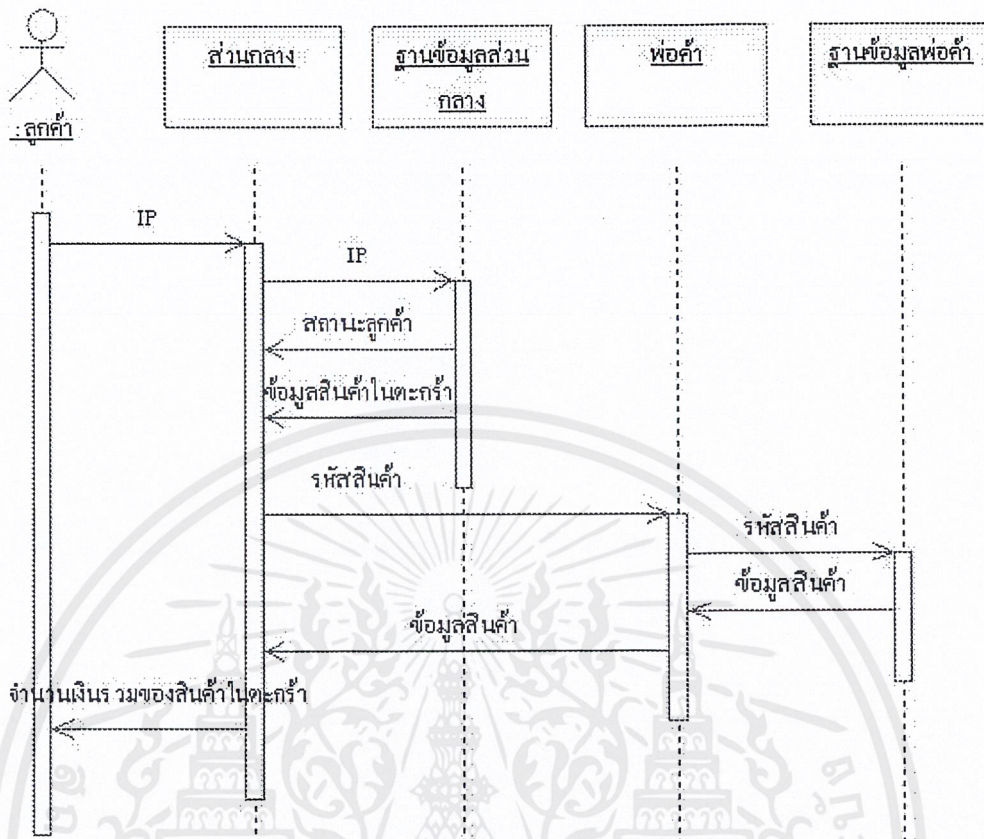 ส่วนกลาง
ฐานข้อมูลส่วน
กลาง
พ่อค้า
ฐานข้อมูลพ่อค้า
:ลูกค้า
IP
IP
สถานะลูกค้า
ข้อมูลสินค้าในตะกร้า
รหัสสินค้า
รหัสสินค้า
ข้อมูลสินค้า
ข้อมูลสินค้า
จำนวนเงินรวมของสินค้าในตะกร้า